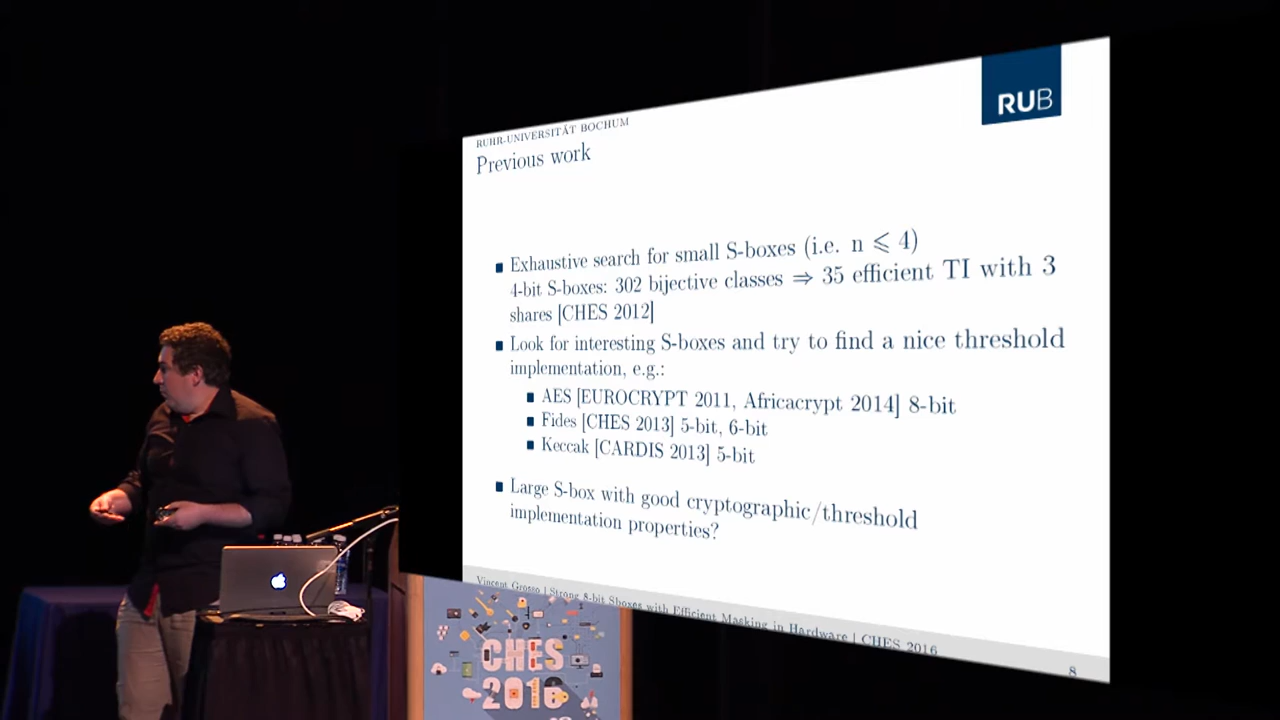 RUB
RUHR-UNIVERSITÄT BOCHUM
Previous work
Exhaustive search for small S-boxes (i.e. n ⩽ 4)
4-bit S-boxes: 302 bijective classes ⇒ 35 efficient TI with 3
shares [CHES 2012]
Look for interesting S-boxes and try to find a nice threshold
implementation, e.g.:
AES [EUROCRYPT 2011, Africacrypt 2014] 8-bit
Fides [CHES 2013] 5-bit, 6-bit
Keccak [CARDIS 2013] 5-bit
Large S-box with good cryptographic/threshold
implementation properties?
Vincent Grosso | Strong 8-bit Sboxes with Efficient Masking in Hardware | CHES 2016
8
CHES
2016